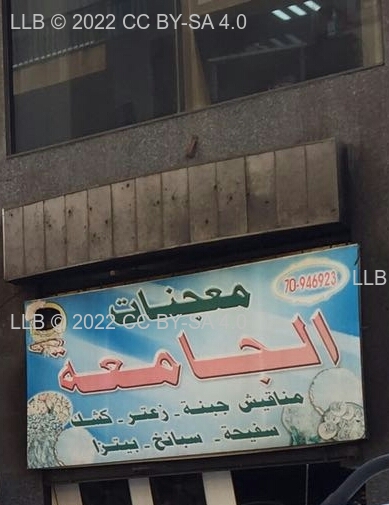 LLB © 2022 CC BY-SA 4.0
معجنات
70-946923
LLB
LLB © 2022 CC BY-SA 4.0
الجامعة
مناقيش جبنة - زعتر - كشك
سفيحة - سبانخ - بيتزا